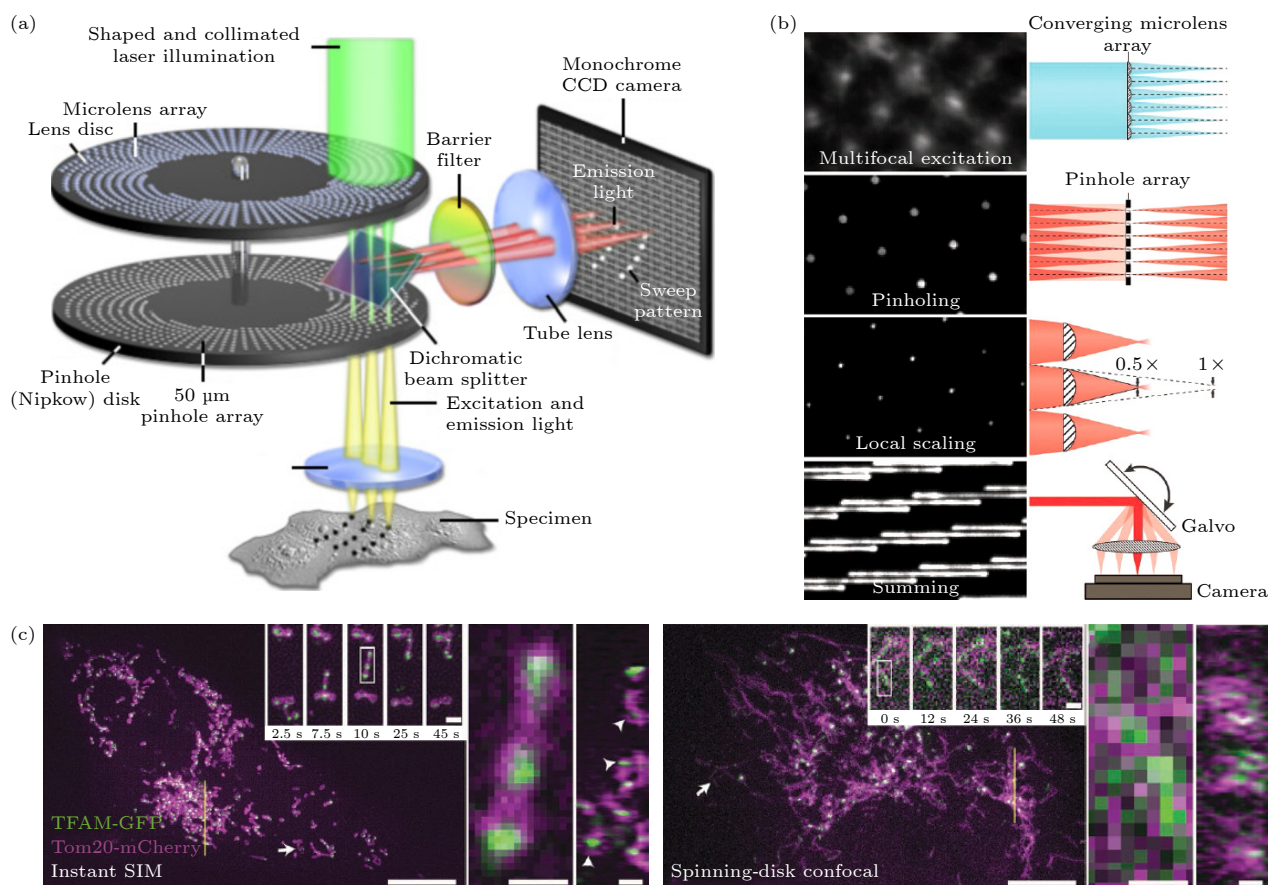 (a)
Shaped and collimated
laser illumination
Microlens array
Lens disc
Monochrome
CCD camera
Barrier
filter
Emission
light
Sweep
pattern
Tube lens
Dichromatic
beam splitter
Pinhole
(Nipkow) disk
50 µm
pinhole array
Excitation and
emission light
Specimen
(b)
Converging microlens
array
Multifocal excitation
Pinhole array
Pinholing
0.5×
1×
Local scaling
Galvo
Summing
Camera
(c)
2.5 s 7.5 s 10 s 25 s 45 s
TFAM-GFP
Tom20-mCherry
Instant SIM
0 s 12 s 24 s 36 s 48 s
Spinning-disk confocal